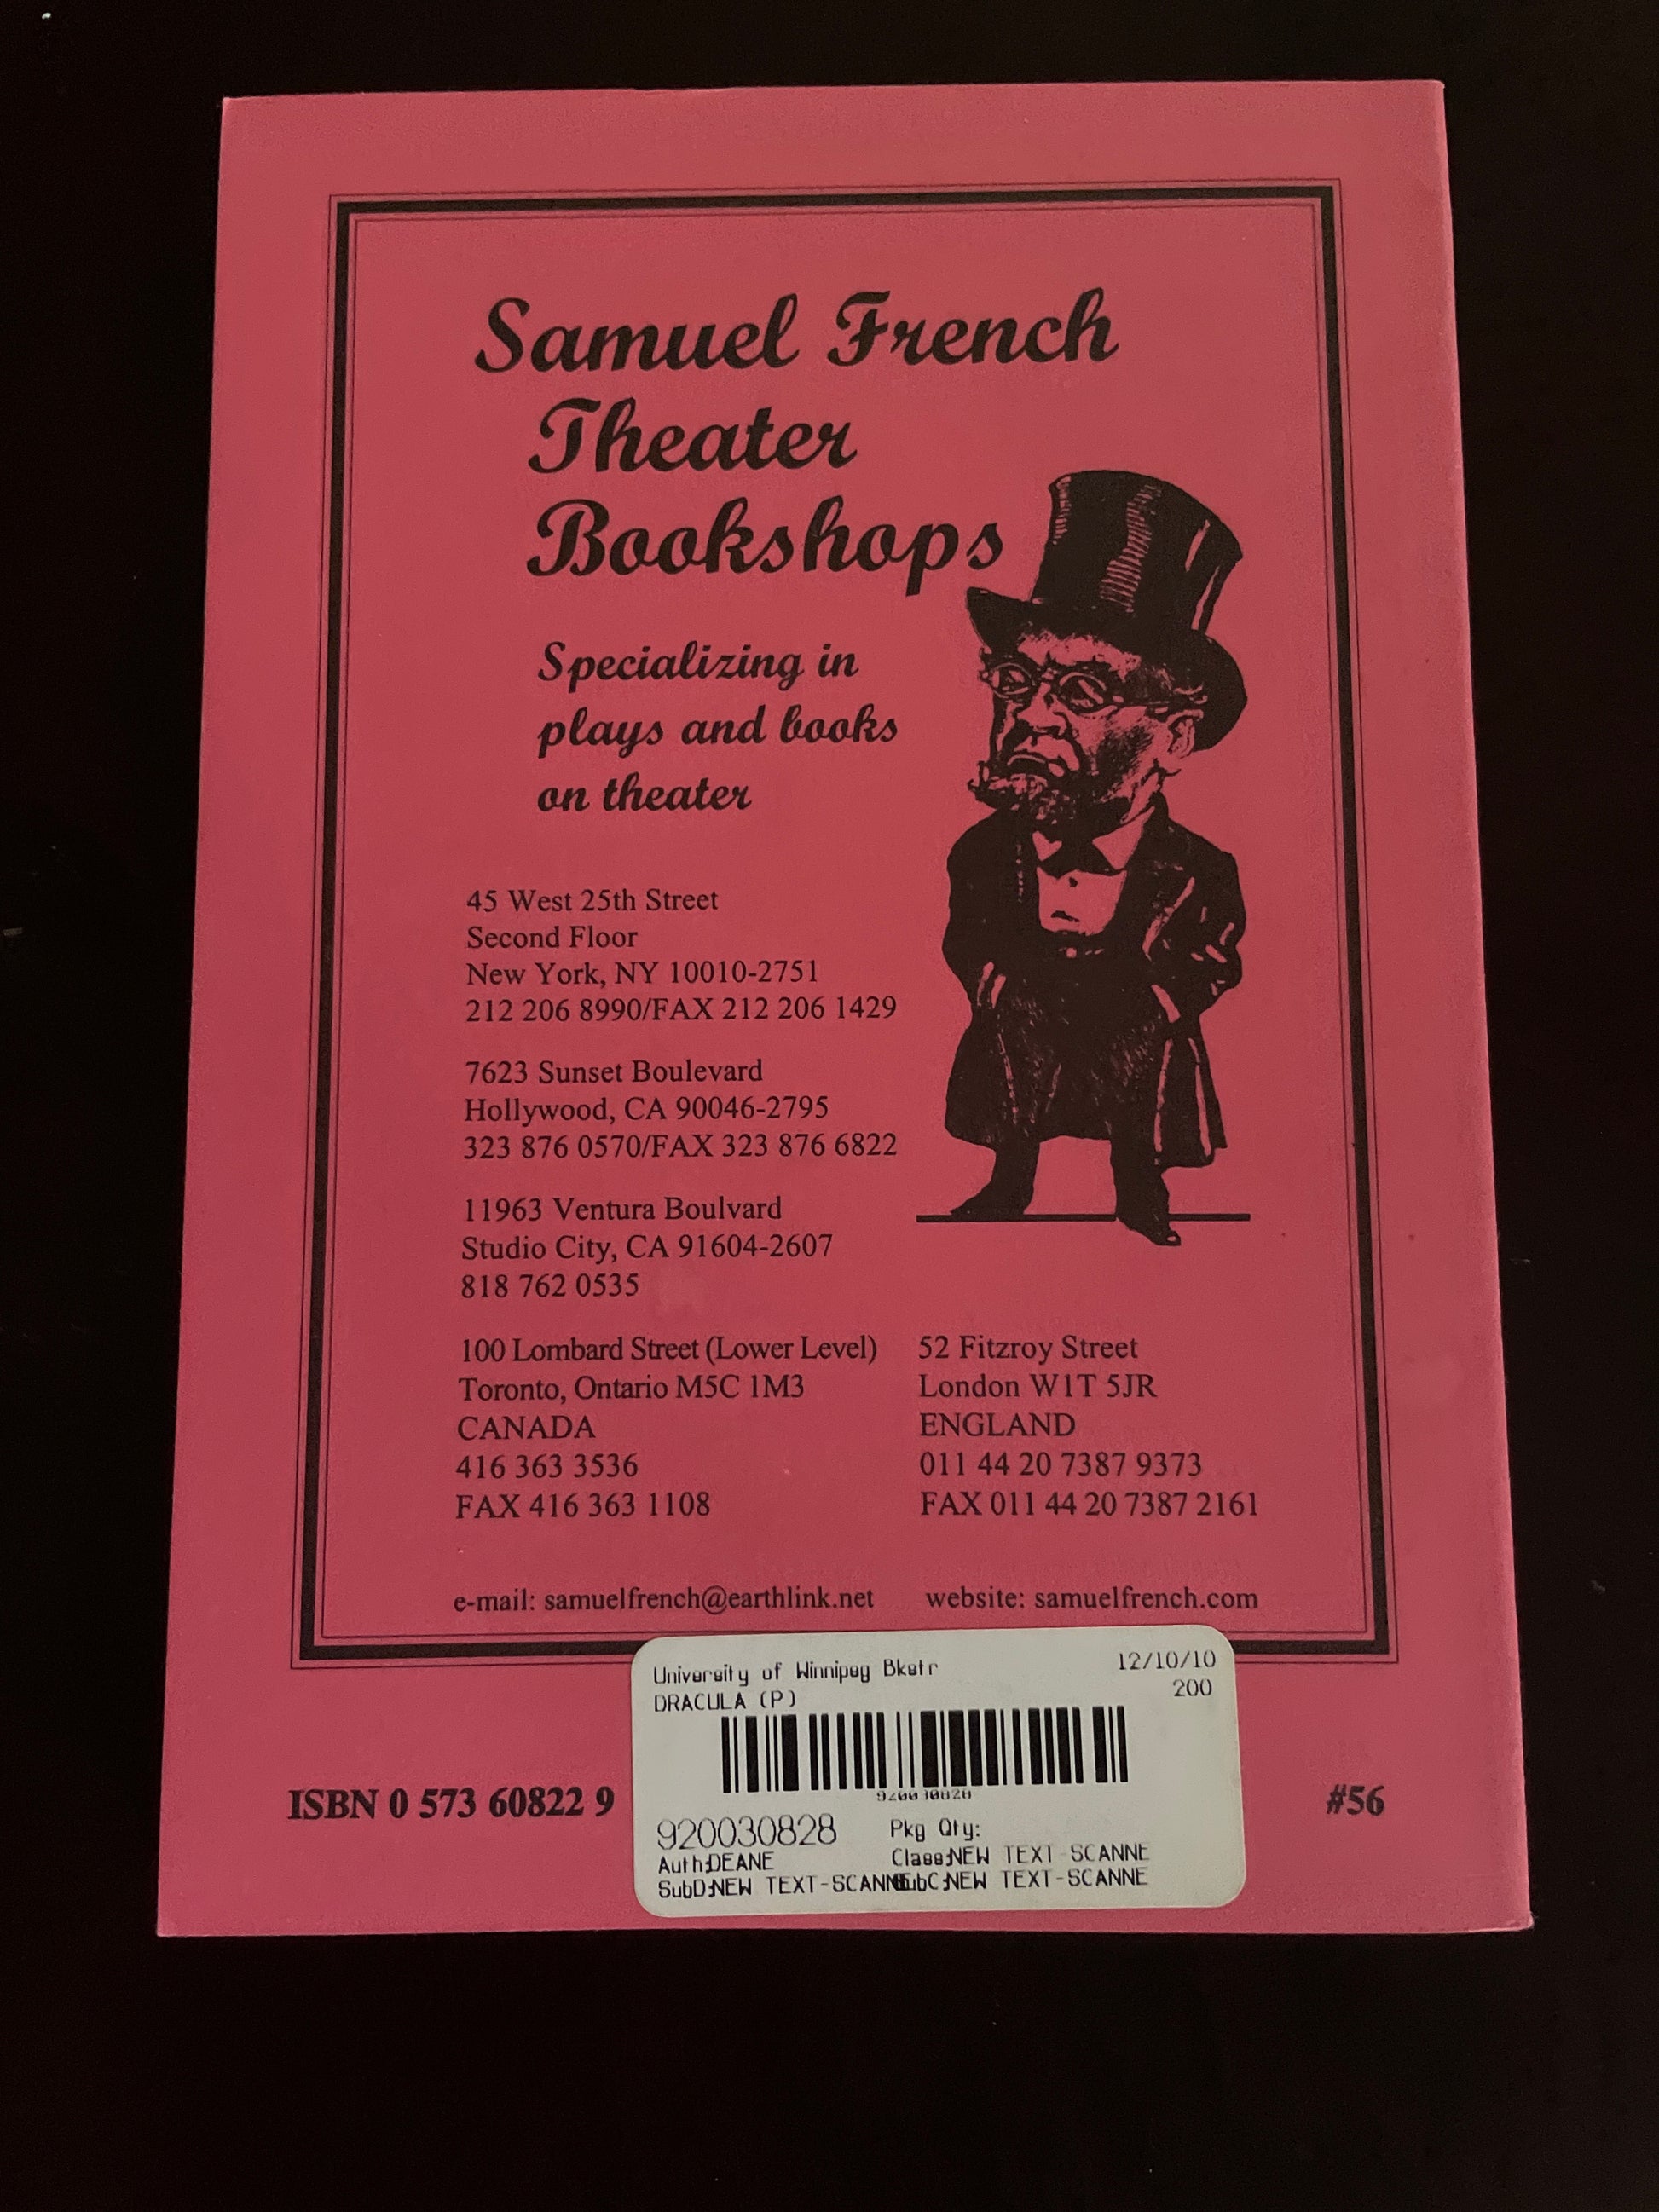 Samuel French
Theater
Bookshops
Specializing in
plays and books
on theater
45 West 25th Street
Second Floor
New York, NY 10010-2751
212 206 8990/FAX 212 206 1429
7623 Sunset Boulevard
Hollywood, CA 90046-2795
323 876 0570/FAX 323 876 6822
11963 Ventura Boulvard
Studio City, CA 91604-2607
818 762 0535
100 Lombard Street (Lower Level)
Toronto, Ontario M5C 1M3
CANADA
416 363 3536
FAX 416 363 1108
52 Fitzroy Street
London W1T 5JR
ENGLAND
011 44 20 7387 9373
FAX 011 44 20 7387 2161
e-mail: samuelfrench@earthlink.net website: samuelfrench.com
University of Winnipeg Bkstr 12/10/10
DRACULA (P) 200
920030828
920030828 Pkg Qty:
Auth:DEANE Class:NEW TEXT-SCANNE
SubD:NEW TEXT-SCANNE SubC:NEW TEXT-SCANNE
ISBN 0 573 60822 9 #56